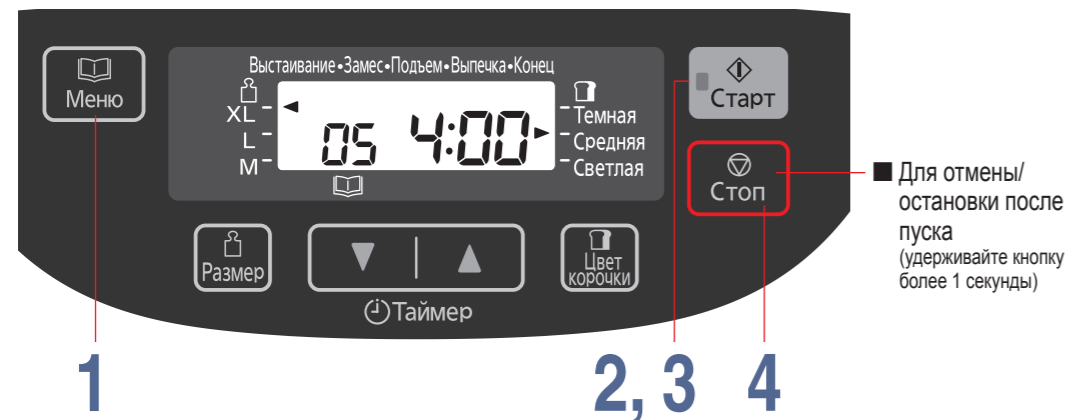 Выстаивание•Замес•Подъем•Выпечка•Конец
Меню
XL
L
M
05 4:00
Темная
Средняя
Светлая
Старт
Стоп
Размер
Таймер
Цвет
корочки
■ Для отмены/
остановки после
пуска
(удерживайте кнопку
более 1 секунды)
1
2, 3
4